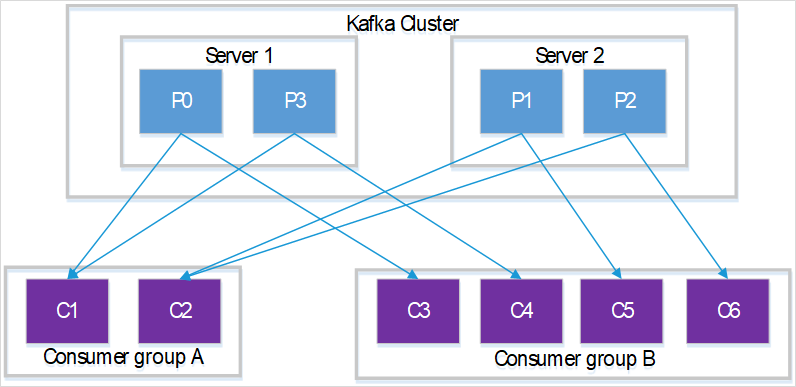 Kafka Cluster
Server 1
Server 2
P0
P3
P1
P2
C1
C2
C3
C4
C5
C6
Consumer group A
Consumer group B